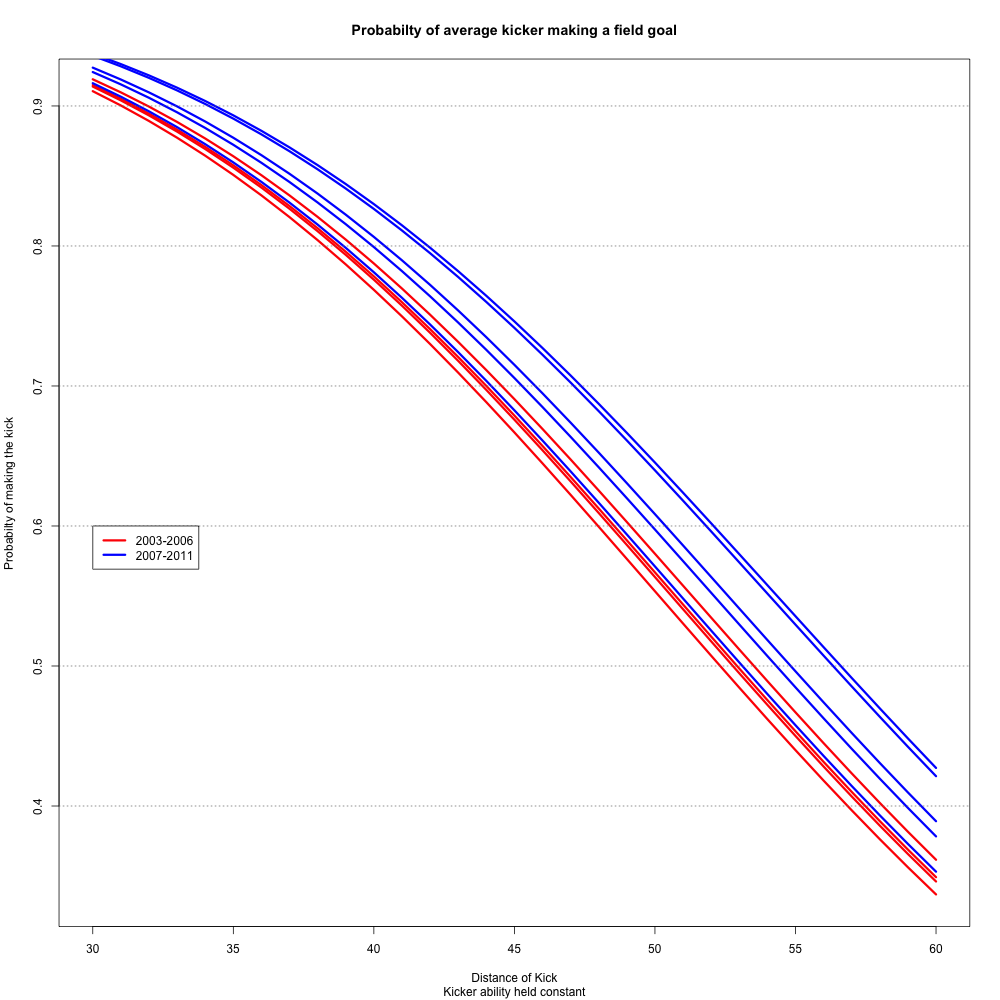 Probabilty of average kicker making a field goal
Probabilty of making the kick
0.9
0.8
0.7
0.6
0.5
0.4
2003-2006
2007-2011
30 35 40 45 50 55 60
Distance of Kick
Kicker ability held constant